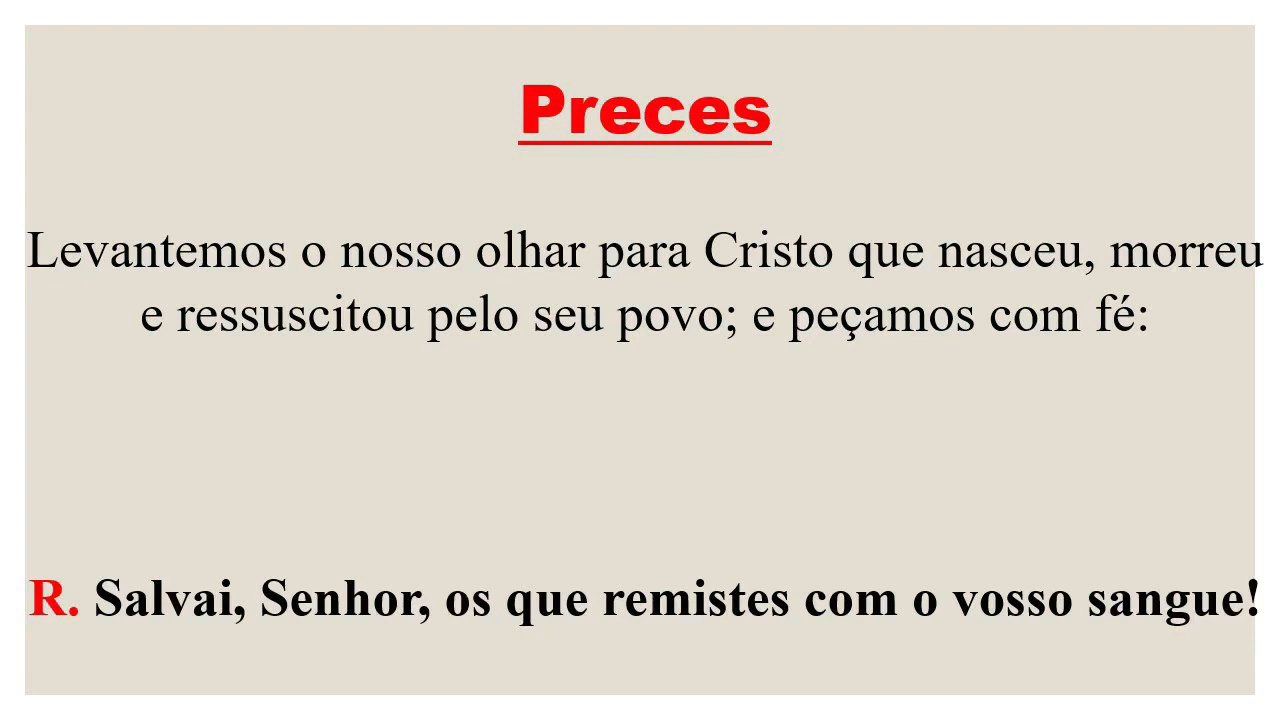 Preces
Levantemos o nosso olhar para Cristo que nasceu, morreu
e ressuscitou pelo seu povo; e peçamos com fé:
R. Salvai, Senhor, os que remistes com o vosso sangue!